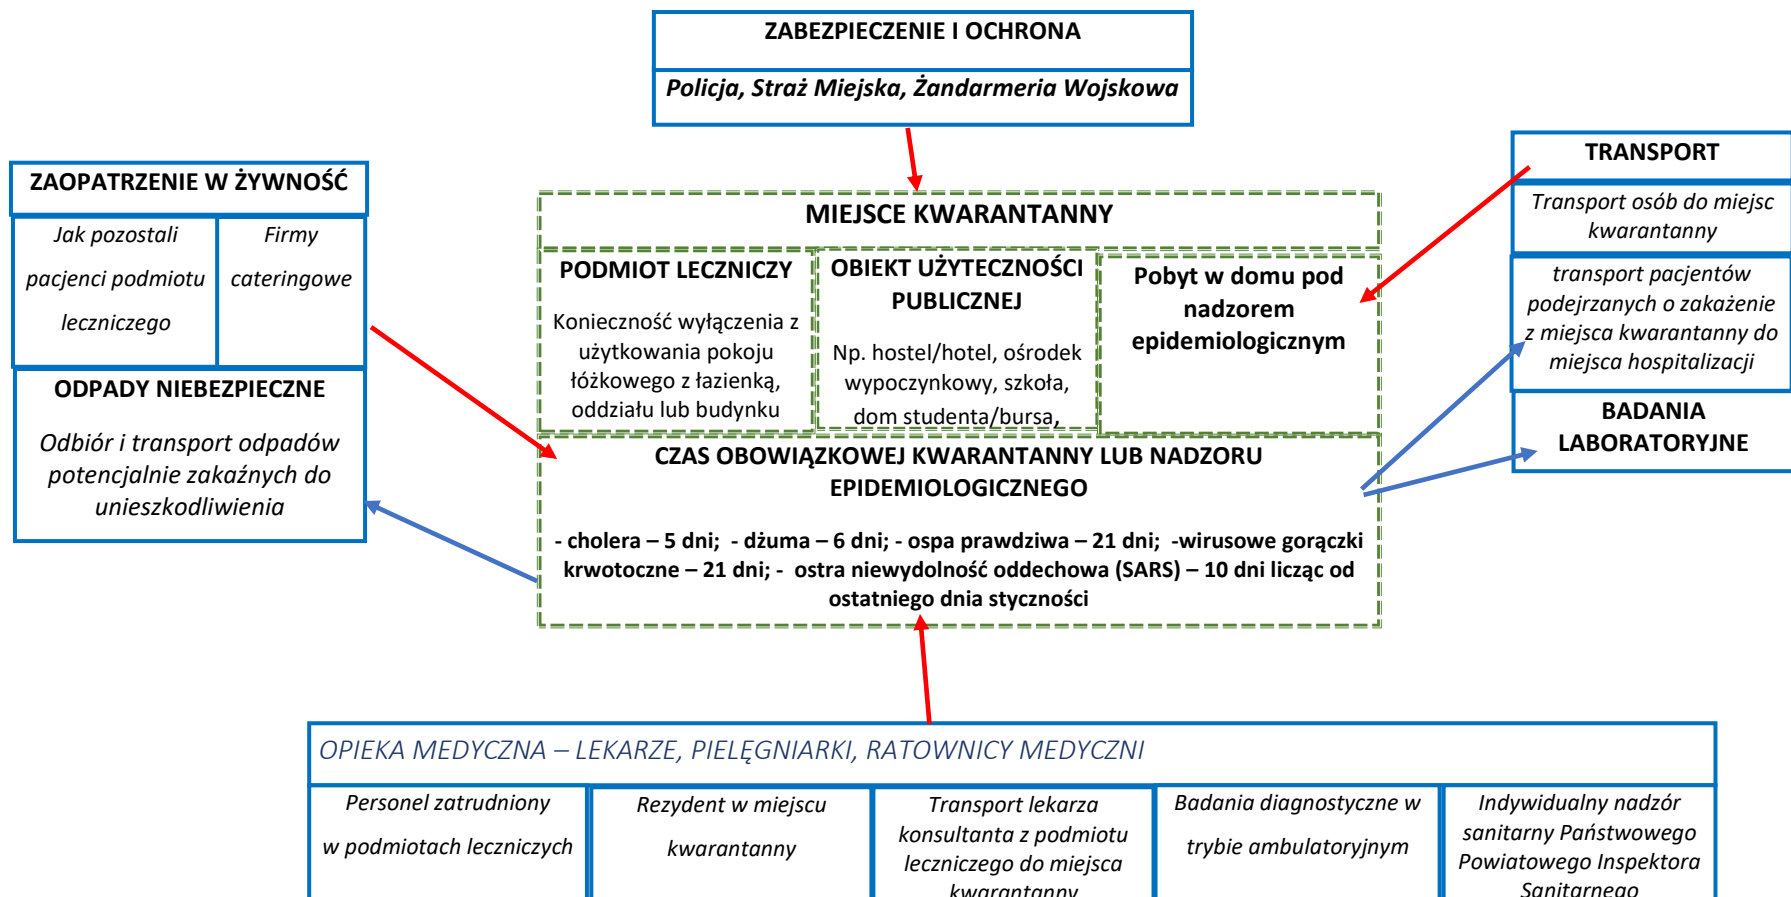 ZABEZPIECZENIE I OCHRONA
Policja, Straż Miejska, Żandarmeria Wojskowa
ZAOPATRZENIE W ŻYWNOŚĆ
Jak pozostali
pacjenci podmiotu
leczniczego
Firmy
cateringowe
ODPADY NIEBEZPIECZNE
Odbiór i transport odpadów
potencjalnie zakaźnych do
unieszkodliwienia
MIEJSCE KWARANTANNY
PODMIOT LECZNICZY
Konieczność wyłączenia z
użytkowania pokoju
łóżkowego z łazienką,
oddziału lub budynku
OBIEKT UŻYTECZNOŚCI
PUBLICZNEJ
Np. hostel/hotel, ośrodek
wypoczynkowy, szkoła,
dom studenta/bursa,
Pobyt w domu pod
nadzorem
epidemiologicznym
CZAS OBOWIĄZKOWEJ KWARANTANNY LUB NADZORU
EPIDEMIOLOGICZNEGO
- cholera – 5 dni; - dżuma – 6 dni; - ospa prawdziwa – 21 dni; -wirusowe gorączki
krwotoczne – 21 dni; - ostra niewydolność oddechowa (SARS) – 10 dni licząc od
ostatniego dnia styczności
TRANSPORT
Transport osób do miejsc
kwarantanny
transport pacjentów
podejrzanych o zakażenie
z miejsca kwarantanny do
miejsca hospitalizacji
BADANIA
LABORATORYJNE
OPIEKA MEDYCZNA – LEKARZE, PIELĘGNIARKI, RATOWNICY MEDYCZNI
Personel zatrudniony
w podmiotach leczniczych
Rezydent w miejscu
kwarantanny
Transport lekarza
konsultanta z podmiotu
leczniczego do miejsca
kwarantanny
Badania diagnostyczne w
trybie ambulatoryjnym
Indywidualny nadzór
sanitarny Państwowego
Powiatowego Inspektora
Sanitarnego